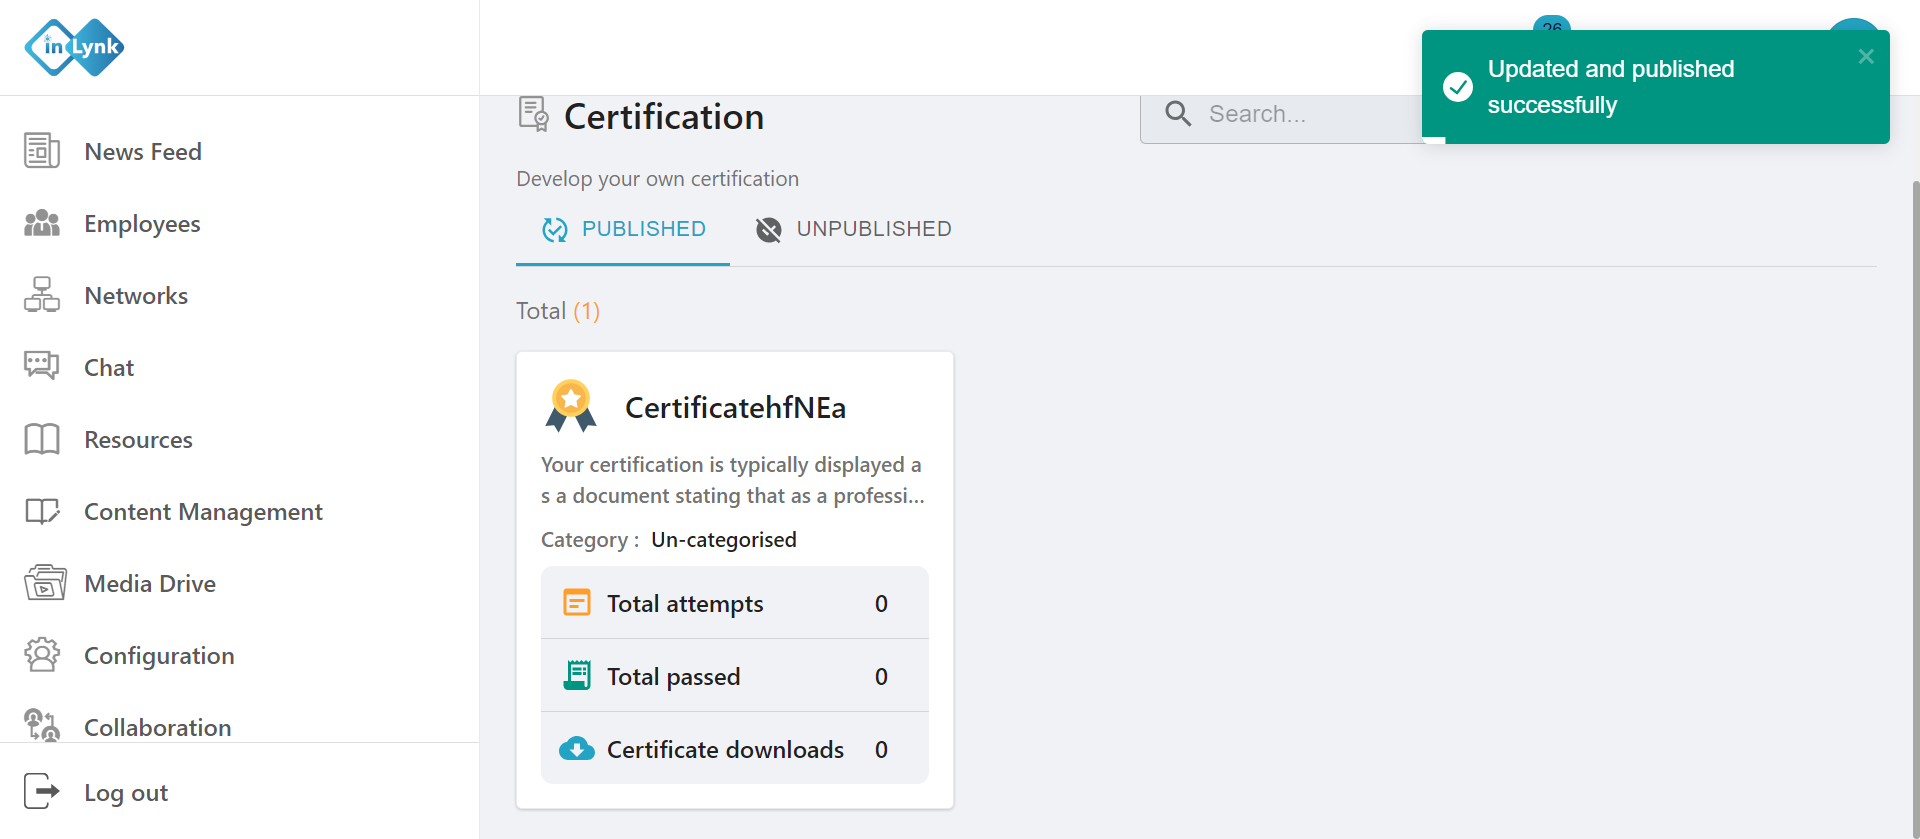 in Lynk
26
Updated and published
successfully
Certification
Search...
Develop your own certification
PUBLISHED
UNPUBLISHED
Total (1)
CertificatehfNEa
Your certification is typically displayed a
s a document stating that as a professi...
Category : Un-categorised
Total attempts 0
Total passed 0
Certificate downloads 0
News Feed
Employees
Networks
Chat
Resources
Content Management
Media Drive
Configuration
Collaboration
Log out